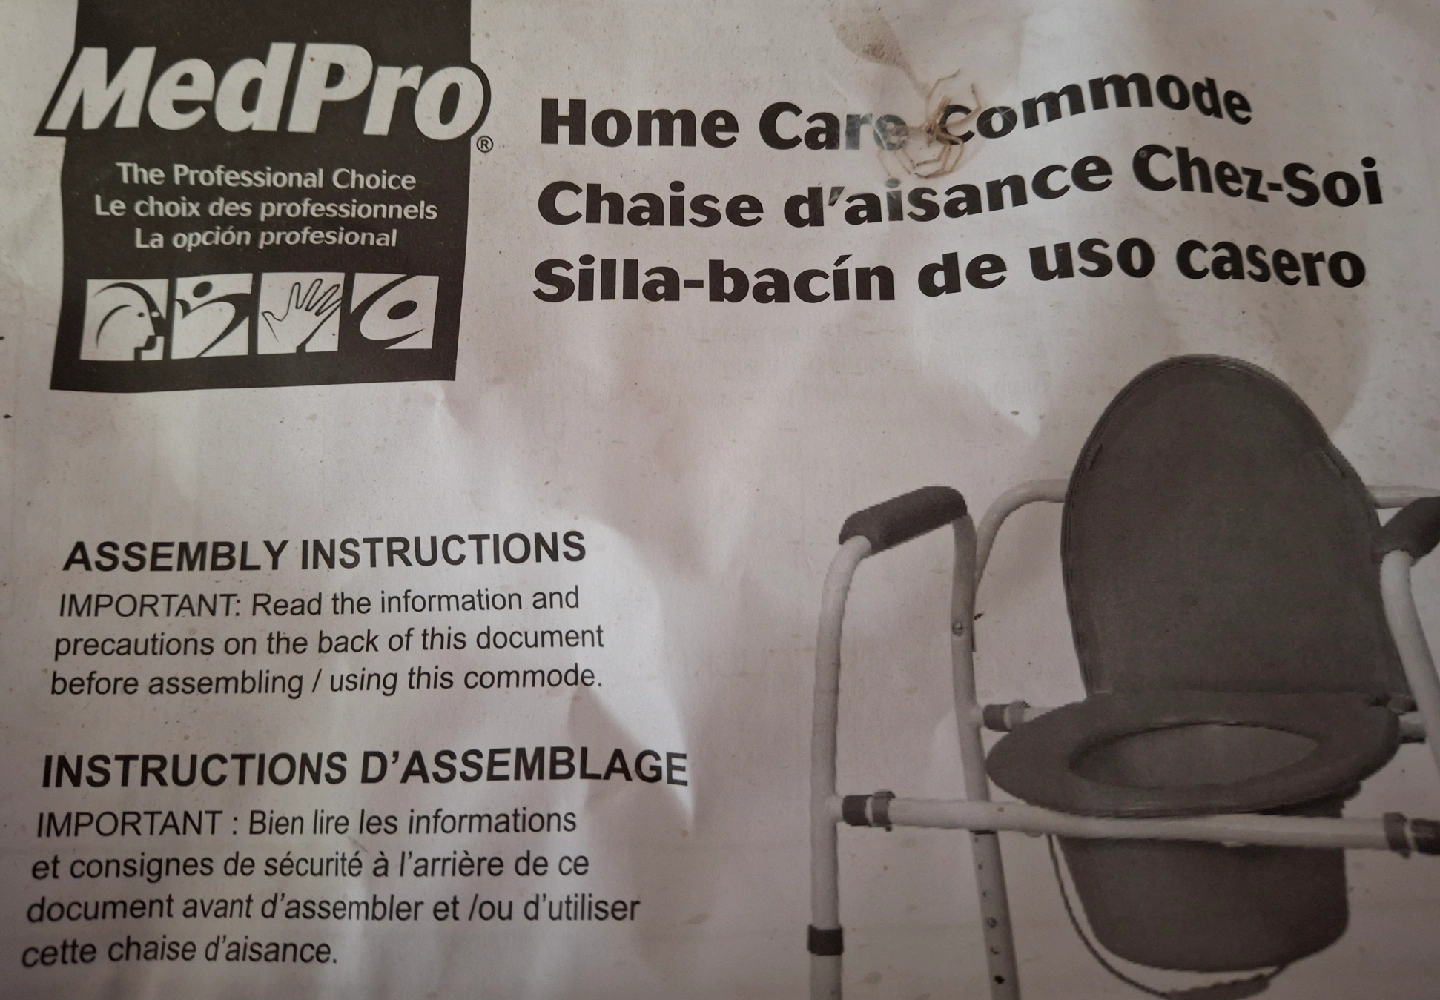 MedPro®
The Professional Choice
Le choix des professionnels
La opción profesional
Home Care commode
Chaise d'aisance Chez-Soi
Silla-bacín de uso casero
ASSEMBLY INSTRUCTIONS
IMPORTANT: Read the information and
precautions on the back of this document
before assembling / using this commode.
INSTRUCTIONS D'ASSEMBLAGE
IMPORTANT : Bien lire les informations
et consignes de sécurité à l'arrière de ce
document avant d'assembler et /ou d'utiliser
cette chaise d'aisance.